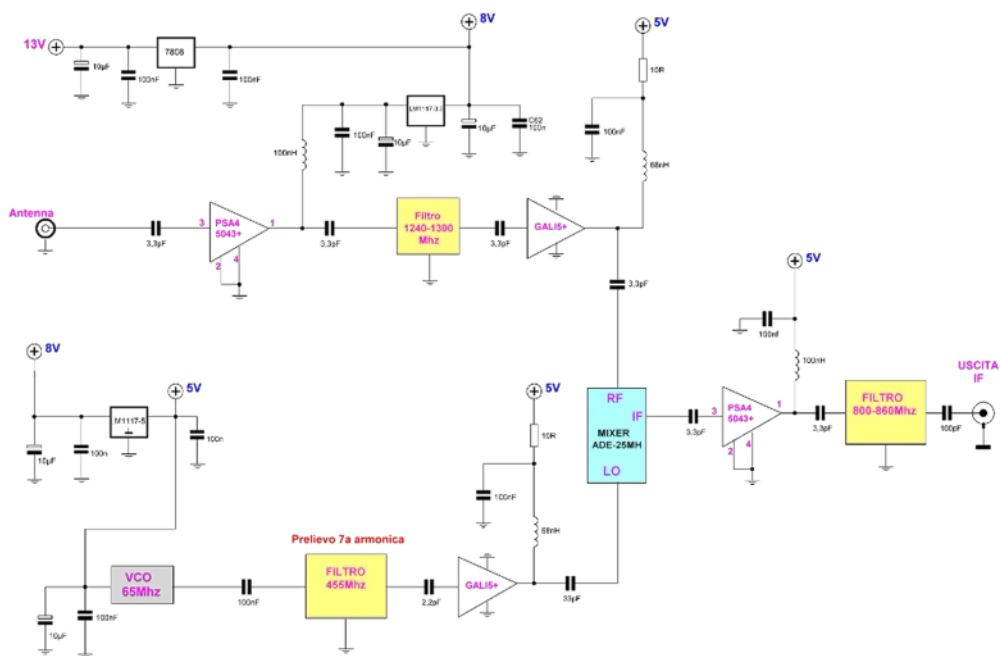 8V
5V
13V
7808
10µF
100nF
100nF
10R
LM1117-3.3
100nF
10µF
10µF
C62
100n
100nF
100nH
68nH
Antenna
3
PSA4
5043+
1
2
4
3,3pF
3,3pF
Filtro
1240-1300
Mhz
3,3pF
GALI5+
3,3pF
5V
100nf
100nH
8V
5V
5V
10µF
100n
100n
10R
100nF
68nH
RF
IF
MIXER
ADE-25MH
LO
3.3pF
3
PSA4
5043+
1
2
4
3,3pF
FILTRO
800-860Mhz
100pF
USCITA
IF
Prelievo 7a armonica
VCO
65Mhz
10µF
100nF
100nF
FILTRO
455Mhz
2,2pF
GALI5+
33pF